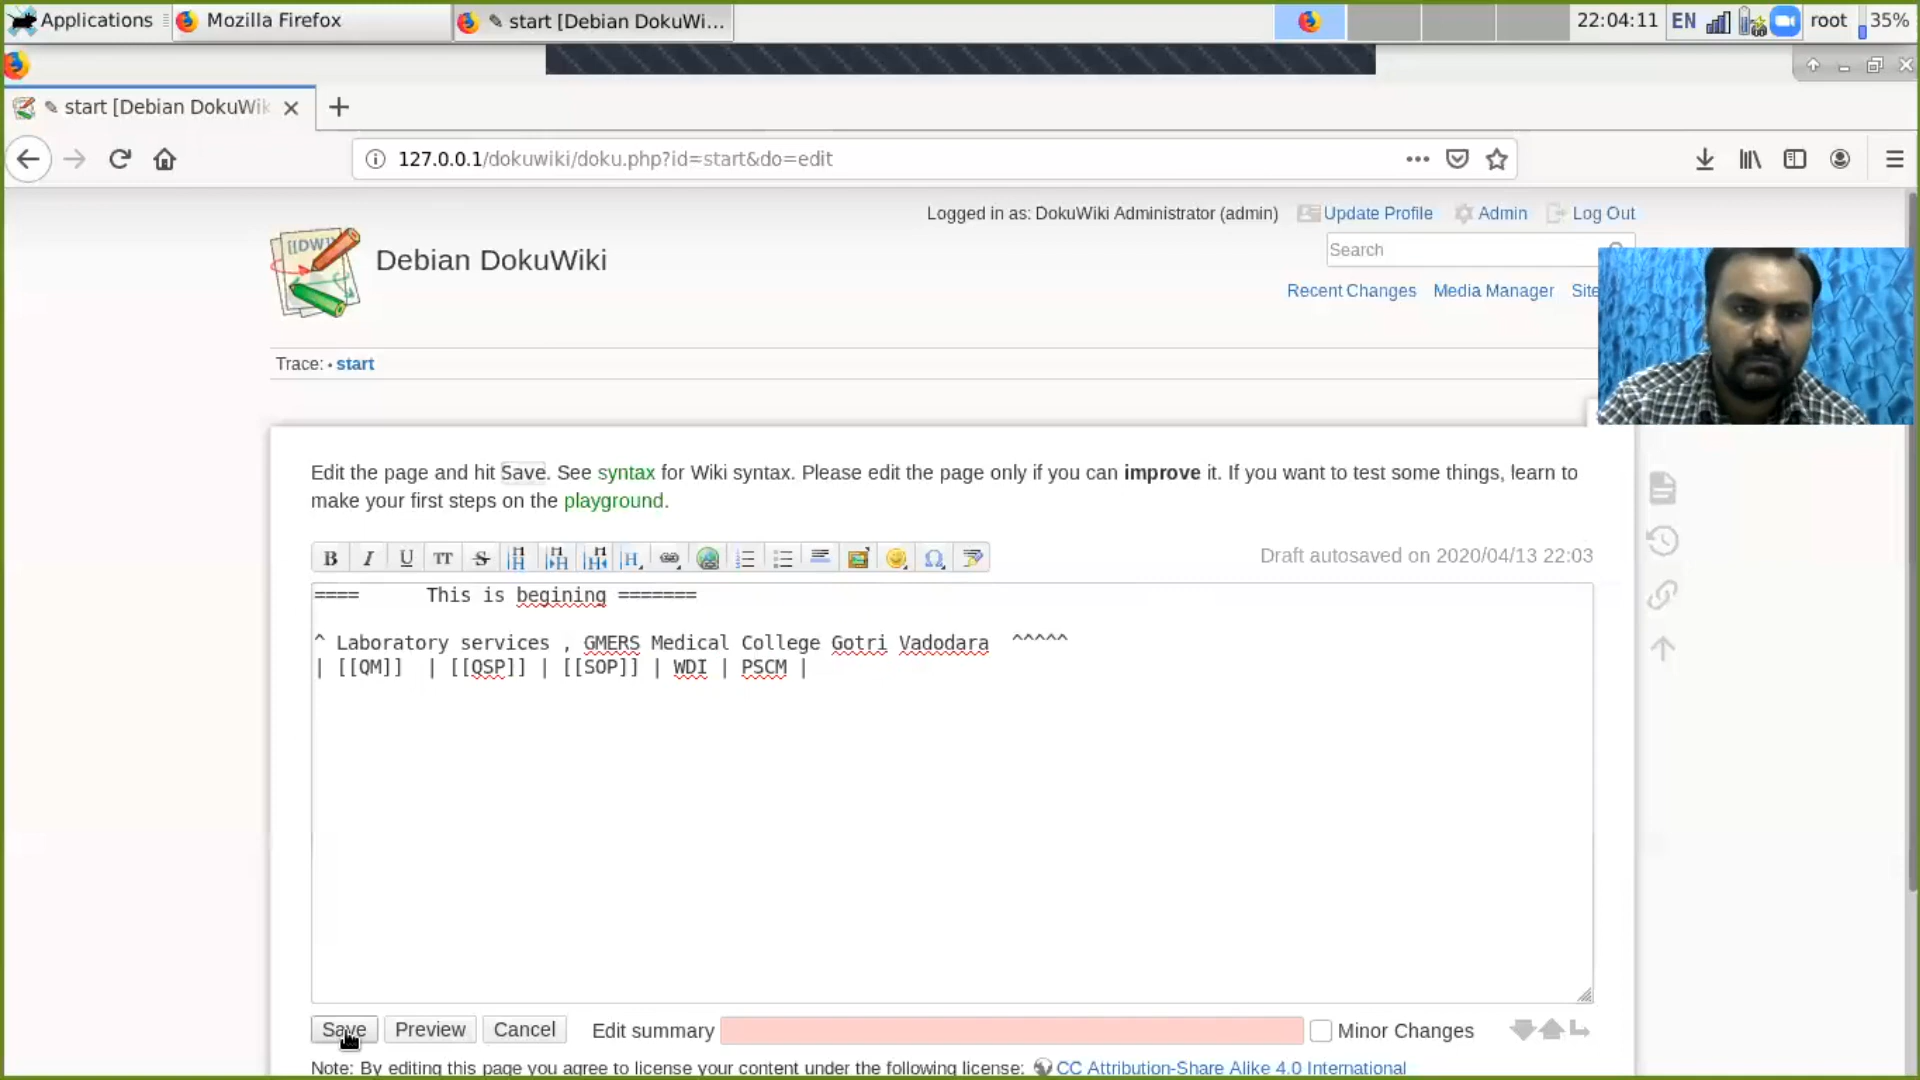 Applications Mozilla Firefox ✎ start [Debian DokuWi... 22:04:11 EN root 35%
✎ start [Debian DokuWik
127.0.0.1/dokuwiki/doku.php?id=start&do=edit
Logged in as: DokuWiki Administrator (admin) Update Profile Admin Log Out
[[DW]] Debian DokuWiki
Search
Recent Changes Media Manager Site
Trace: • start
Edit the page and hit Save. See syntax for Wiki syntax. Please edit the page only if you can improve it. If you want to test some things, learn to
make your first steps on the playground.
B I U TT S H H H H Ω Draft autosaved on 2020/04/13 22:03
==== This is begining =======
^ Laboratory services , GMERS Medical College Gotri Vadodara ^^^^^
| [[QM]] | [[QSP]] | [[SOP]] | WDI | PSCM |
Save Preview Cancel Edit summary Minor Changes
Note: By editing this page you agree to license your content under the following license: CC Attribution-Share Alike 4.0 International